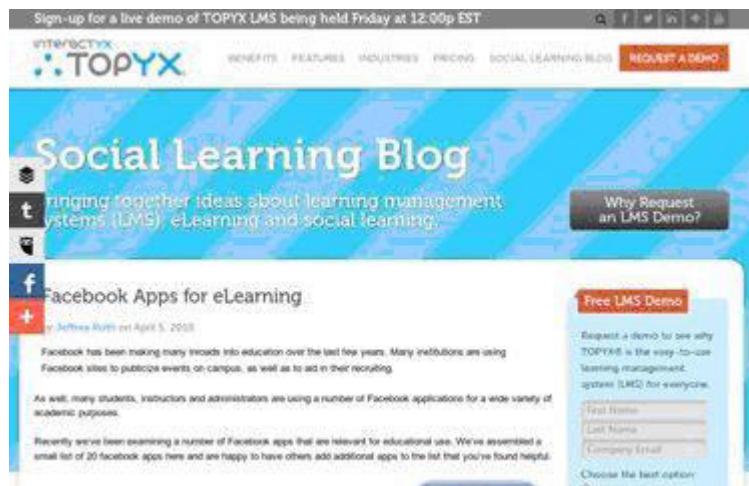 Sign-up for a live demo of TOPYX LMS being held Friday at 12:00p EST
interactyx
TOPYX
BENEFITS FEATURES INDUSTRIES PRICING SOCIAL LEARNING BLOG REQUEST A DEMO
Social Learning Blog
ringing together ideas about learning management
ystems (LMS), eLearning and social learning.
Why Request
an LMS Demo?
Facebook Apps for eLearning
by Jeffrey Roth on April 5, 2010
Facebook has been making many inroads into education over the last few years. Many institutions are using
Facebook sites to publicize events on campus, as well as to aid in their recruiting.
As well, many students, instructors and administrators are using a number of Facebook applications for a wide variety of
academic purposes.
Recently we've been examining a number of Facebook apps that are relevant for educational use. We've assembled a
small list of 20 facebook apps here and are happy to have others add additional apps to the list that you've found helpful.
Free LMS Demo
Request a demo to see why
TOPYX® is the easy-to-use
learning management
system (LMS) for everyone.
First Name
Last Name
Company Email
Choose the best option